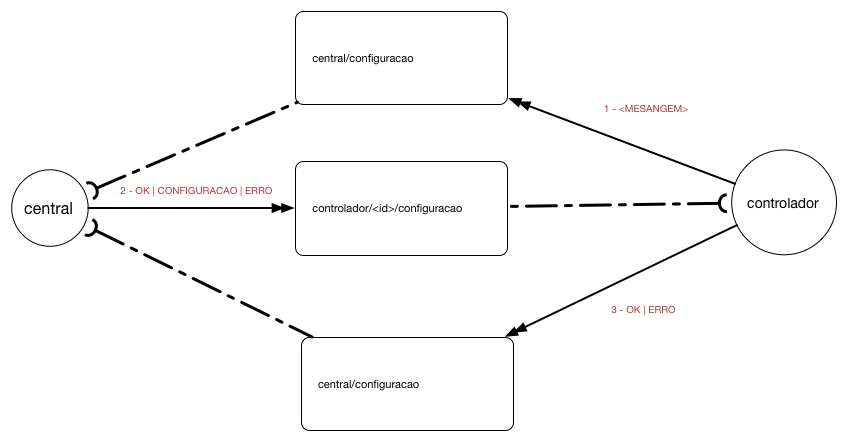 central/configuracao
1 - <MESANGEM>
2 - OK | CONFIGURACAO | ERRO
central
controlador/<id>/configuracao
controlador
3 - OK | ERRO
central/configuracao